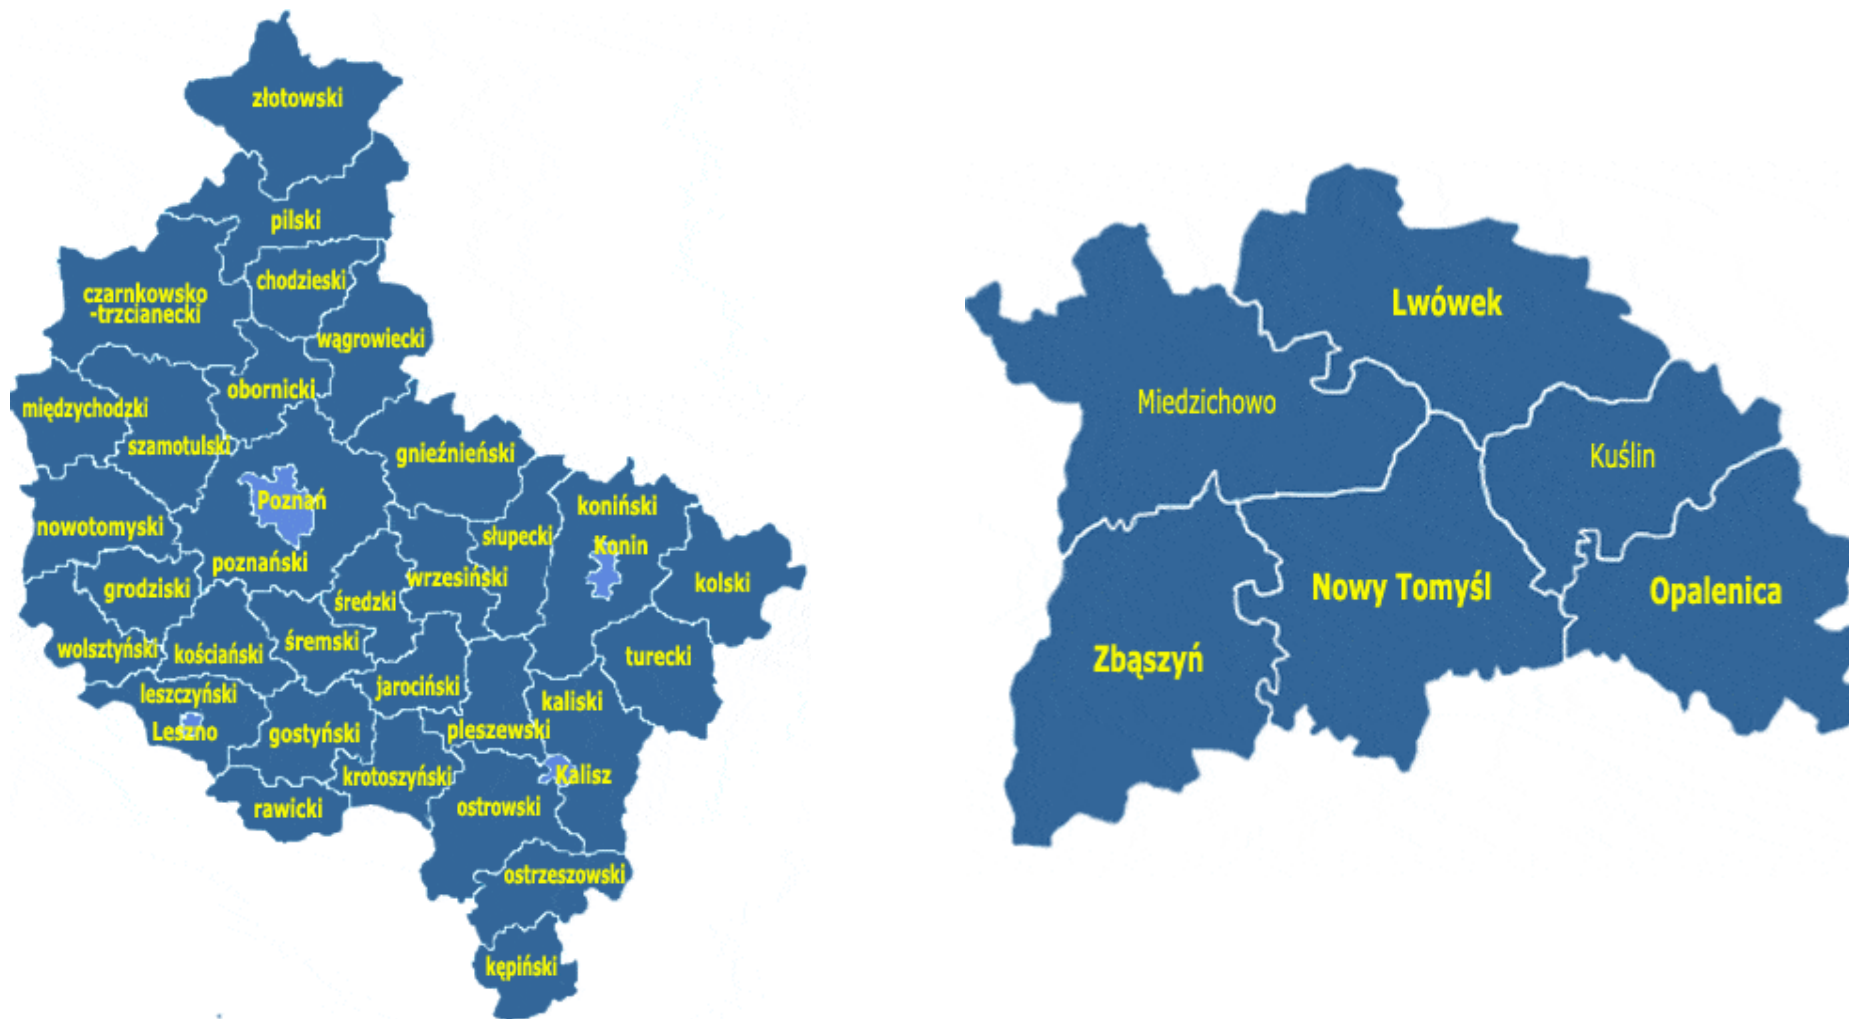 złotowski
pilski
chodzieski
czarnkowsko
-trzcianecki
wągrowiecki
obornicki
międzychodzki
szamotulski
gnieźnieński
Poznań
koniński
nowotomyski
słupecki
Konin
poznański
wrzesiński
kolski
grodziski
średzki
śremski
wolsztyński
kościański
turecki
jarociński
leszczyński
kaliski
Leszno
gostyński
pleszewski
krotoszyński
Kalisz
rawicki
ostrowski
ostrzeszowski
kępiński
Lwówek
Miedzichowo
Kuślin
Nowy Tomyśl
Opalenica
Zbąszyń